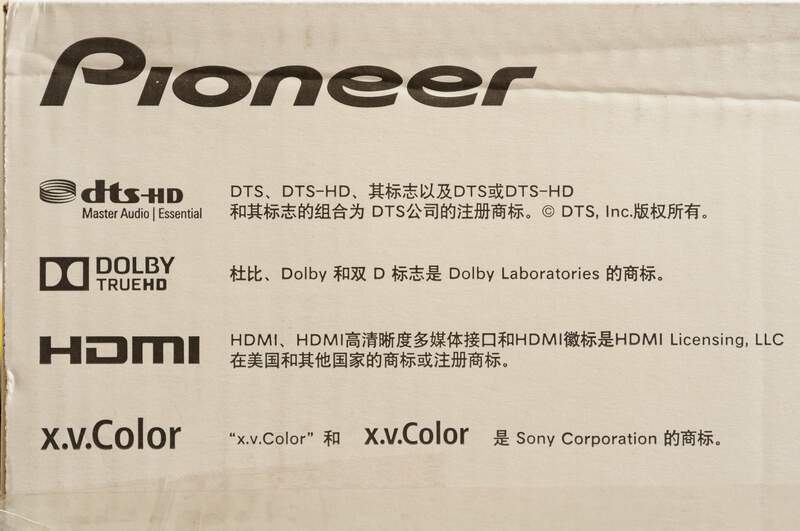 Pioneer
dts-HD
Master Audio | Essential
DTS、DTS-HD、其标志以及DTS或DTS-HD
和其标志的组合为 DTS公司的注册商标。© DTS, Inc.版权所有。
DOLBY
TRUEHD
杜比、Dolby 和双 D 标志是 Dolby Laboratories 的商标。
HDMI
HDMI、HDMI高清晰度多媒体接口和HDMI徽标是HDMI Licensing, LLC
在美国和其他国家的商标或注册商标。
x.v.Color
“x.v.Color” 和 x.v.Color 是 Sony Corporation 的商标。